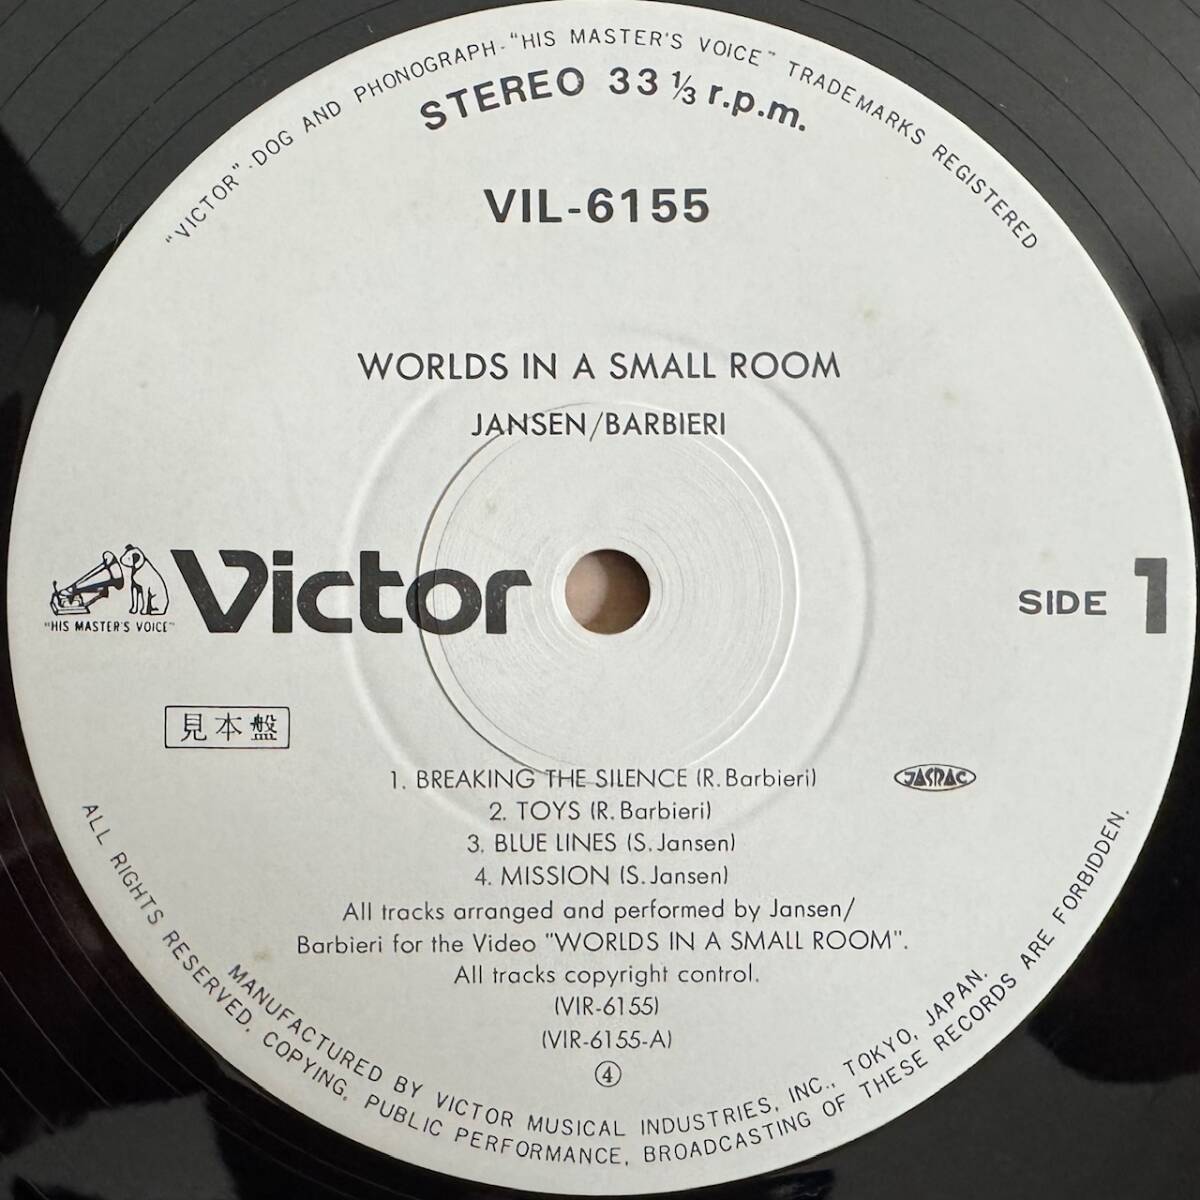 "VICTOR"-DOG AND PHONOGRAPH-"HIS MASTER'S VOICE" TRADEMARKS REGISTERED
STEREO 33 1/3 r.p.m.
VIL-6155
WORLDS IN A SMALL ROOM
JANSEN/BARBIERI
Victor
"HIS MASTER'S VOICE"
SIDE 1
見本盤
1. BREAKING THE SILENCE (R. Barbieri)
JASRAC
2. TOYS (R. Barbieri)
3. BLUE LINES (S. Jansen)
4. MISSION (S. Jansen)
All tracks arranged and performed by Jansen/
Barbieri for the Video "WORLDS IN A SMALL ROOM".
All tracks copyright control.
(VIR-6155)
(VIR-6155-A)
④
MANUFACTURED BY VICTOR MUSICAL INDUSTRIES, INC., TOKYO, JAPAN.
ALL RIGHTS RESERVED, COPYING, PUBLIC PERFORMANCE, BROADCASTING OF THESE RECORDS ARE FORBIDDEN.